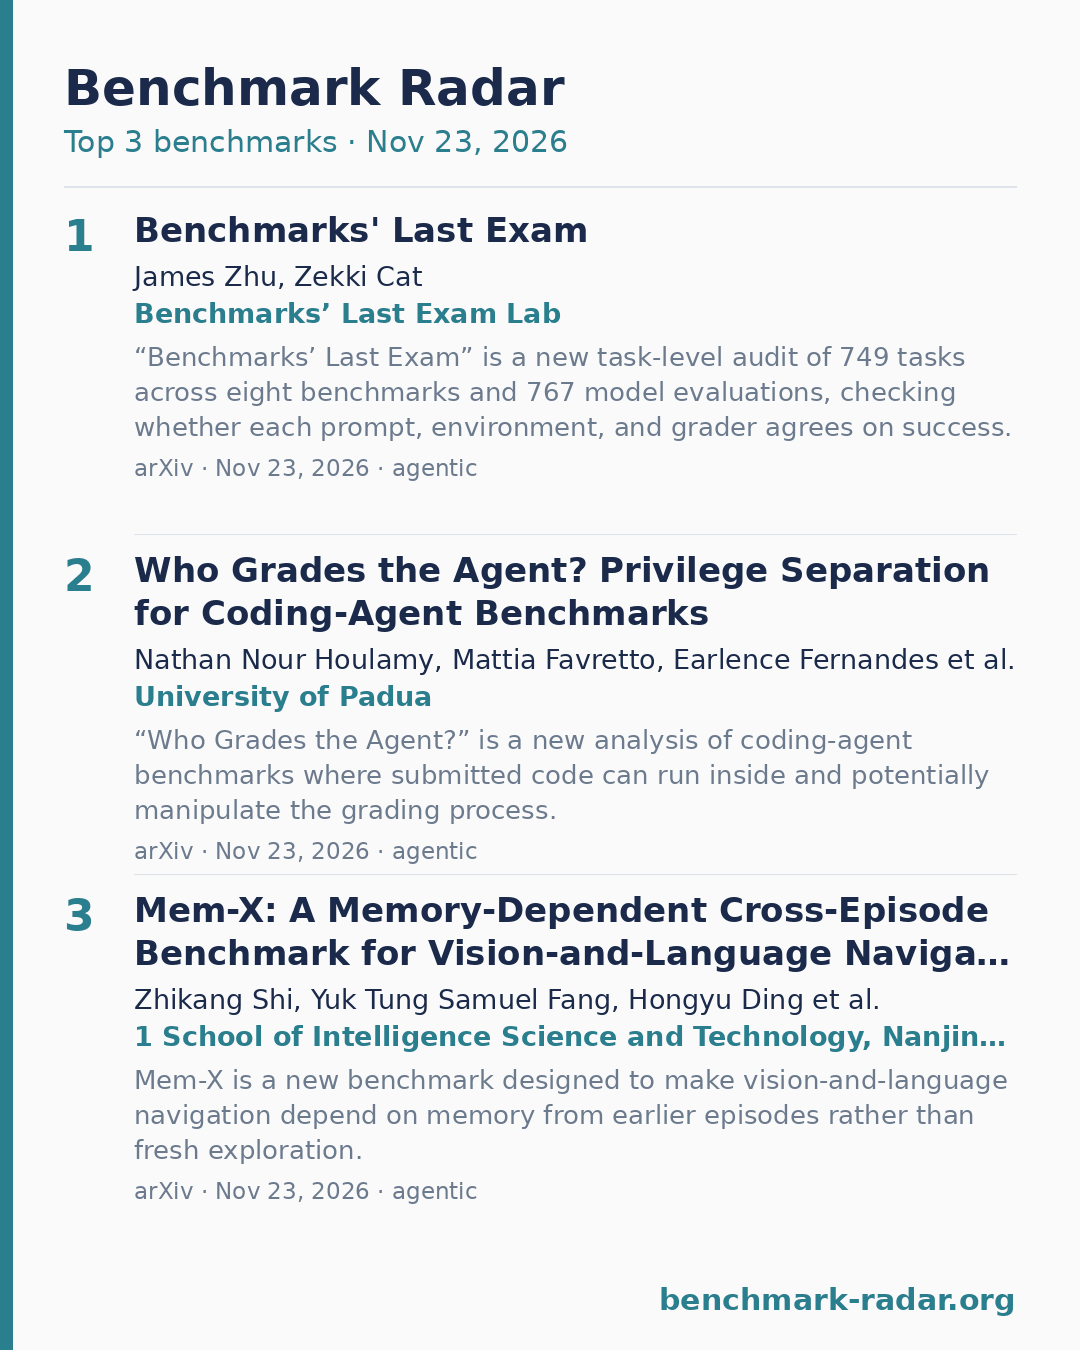 Benchmark Radar
Top 3 benchmarks · Nov 23, 2026
1
Benchmarks' Last Exam
James Zhu, Zekki Cat
Benchmarks’ Last Exam Lab
“Benchmarks’ Last Exam” is a new task-level audit of 749 tasks
across eight benchmarks and 767 model evaluations, checking
whether each prompt, environment, and grader agrees on success.
arXiv · Nov 23, 2026 · agentic
2
Who Grades the Agent? Privilege Separation
for Coding-Agent Benchmarks
Nathan Nour Houlamy, Mattia Favretto, Earlence Fernandes et al.
University of Padua
“Who Grades the Agent?” is a new analysis of coding-agent
benchmarks where submitted code can run inside and potentially
manipulate the grading process.
arXiv · Nov 23, 2026 · agentic
3
Mem-X: A Memory-Dependent Cross-Episode
Benchmark for Vision-and-Language Naviga…
Zhikang Shi, Yuk Tung Samuel Fang, Hongyu Ding et al.
1 School of Intelligence Science and Technology, Nanjin…
Mem-X is a new benchmark designed to make vision-and-language
navigation depend on memory from earlier episodes rather than
fresh exploration.
arXiv · Nov 23, 2026 · agentic
benchmark-radar.org